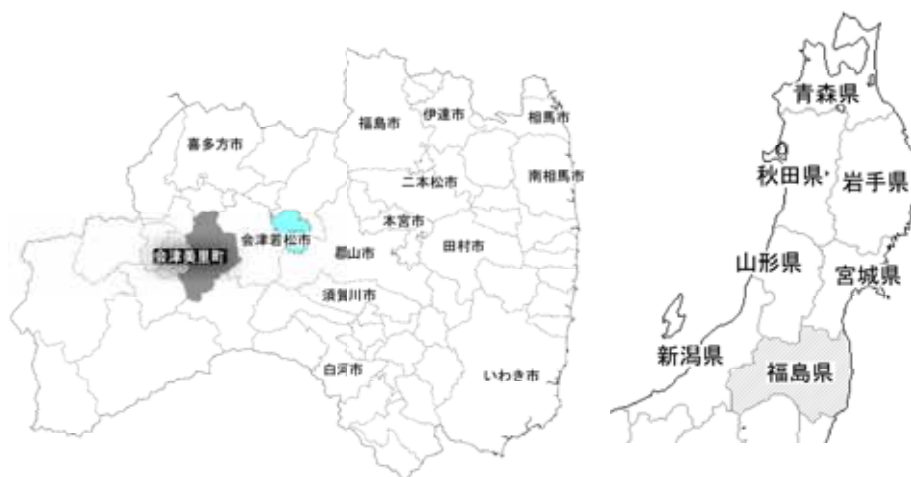 福島市
伊達市
相馬市
喜多方市
二本松市
南相馬市
本宮市
会津若松市
田村市
会津美里町
郡山市
須賀川市
白河市
いわき市
青森県
秋田県
岩手県
山形県
宮城県
新潟県
福島県